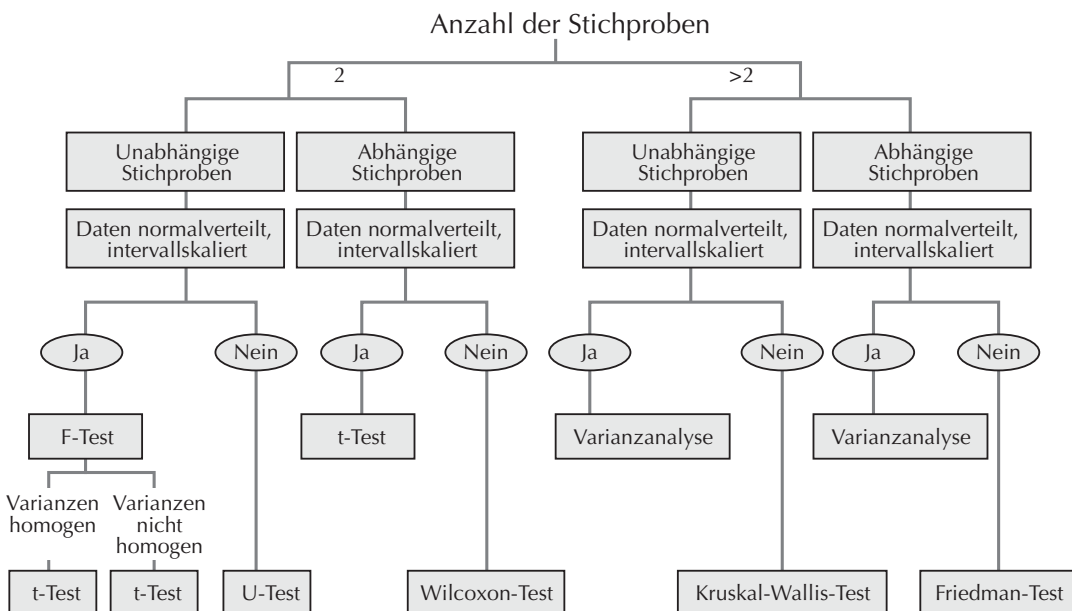 Anzahl der Stichproben
2
>2
Unabhängige
Stichproben
Abhängige
Stichproben
Unabhängige
Stichproben
Abhängige
Stichproben
Daten normalverteilt,
intervallskaliert
Daten normalverteilt,
intervallskaliert
Daten normalverteilt,
intervallskaliert
Daten normalverteilt,
intervallskaliert
Ja
Nein
Ja
Nein
Ja
Nein
Ja
Nein
F-Test
t-Test
Varianzanalyse
Varianzanalyse
Varianzen
homogen
Varianzen
nicht
homogen
t-Test
t-Test
U-Test
Wilcoxon-Test
Kruskal-Wallis-Test
Friedman-Test